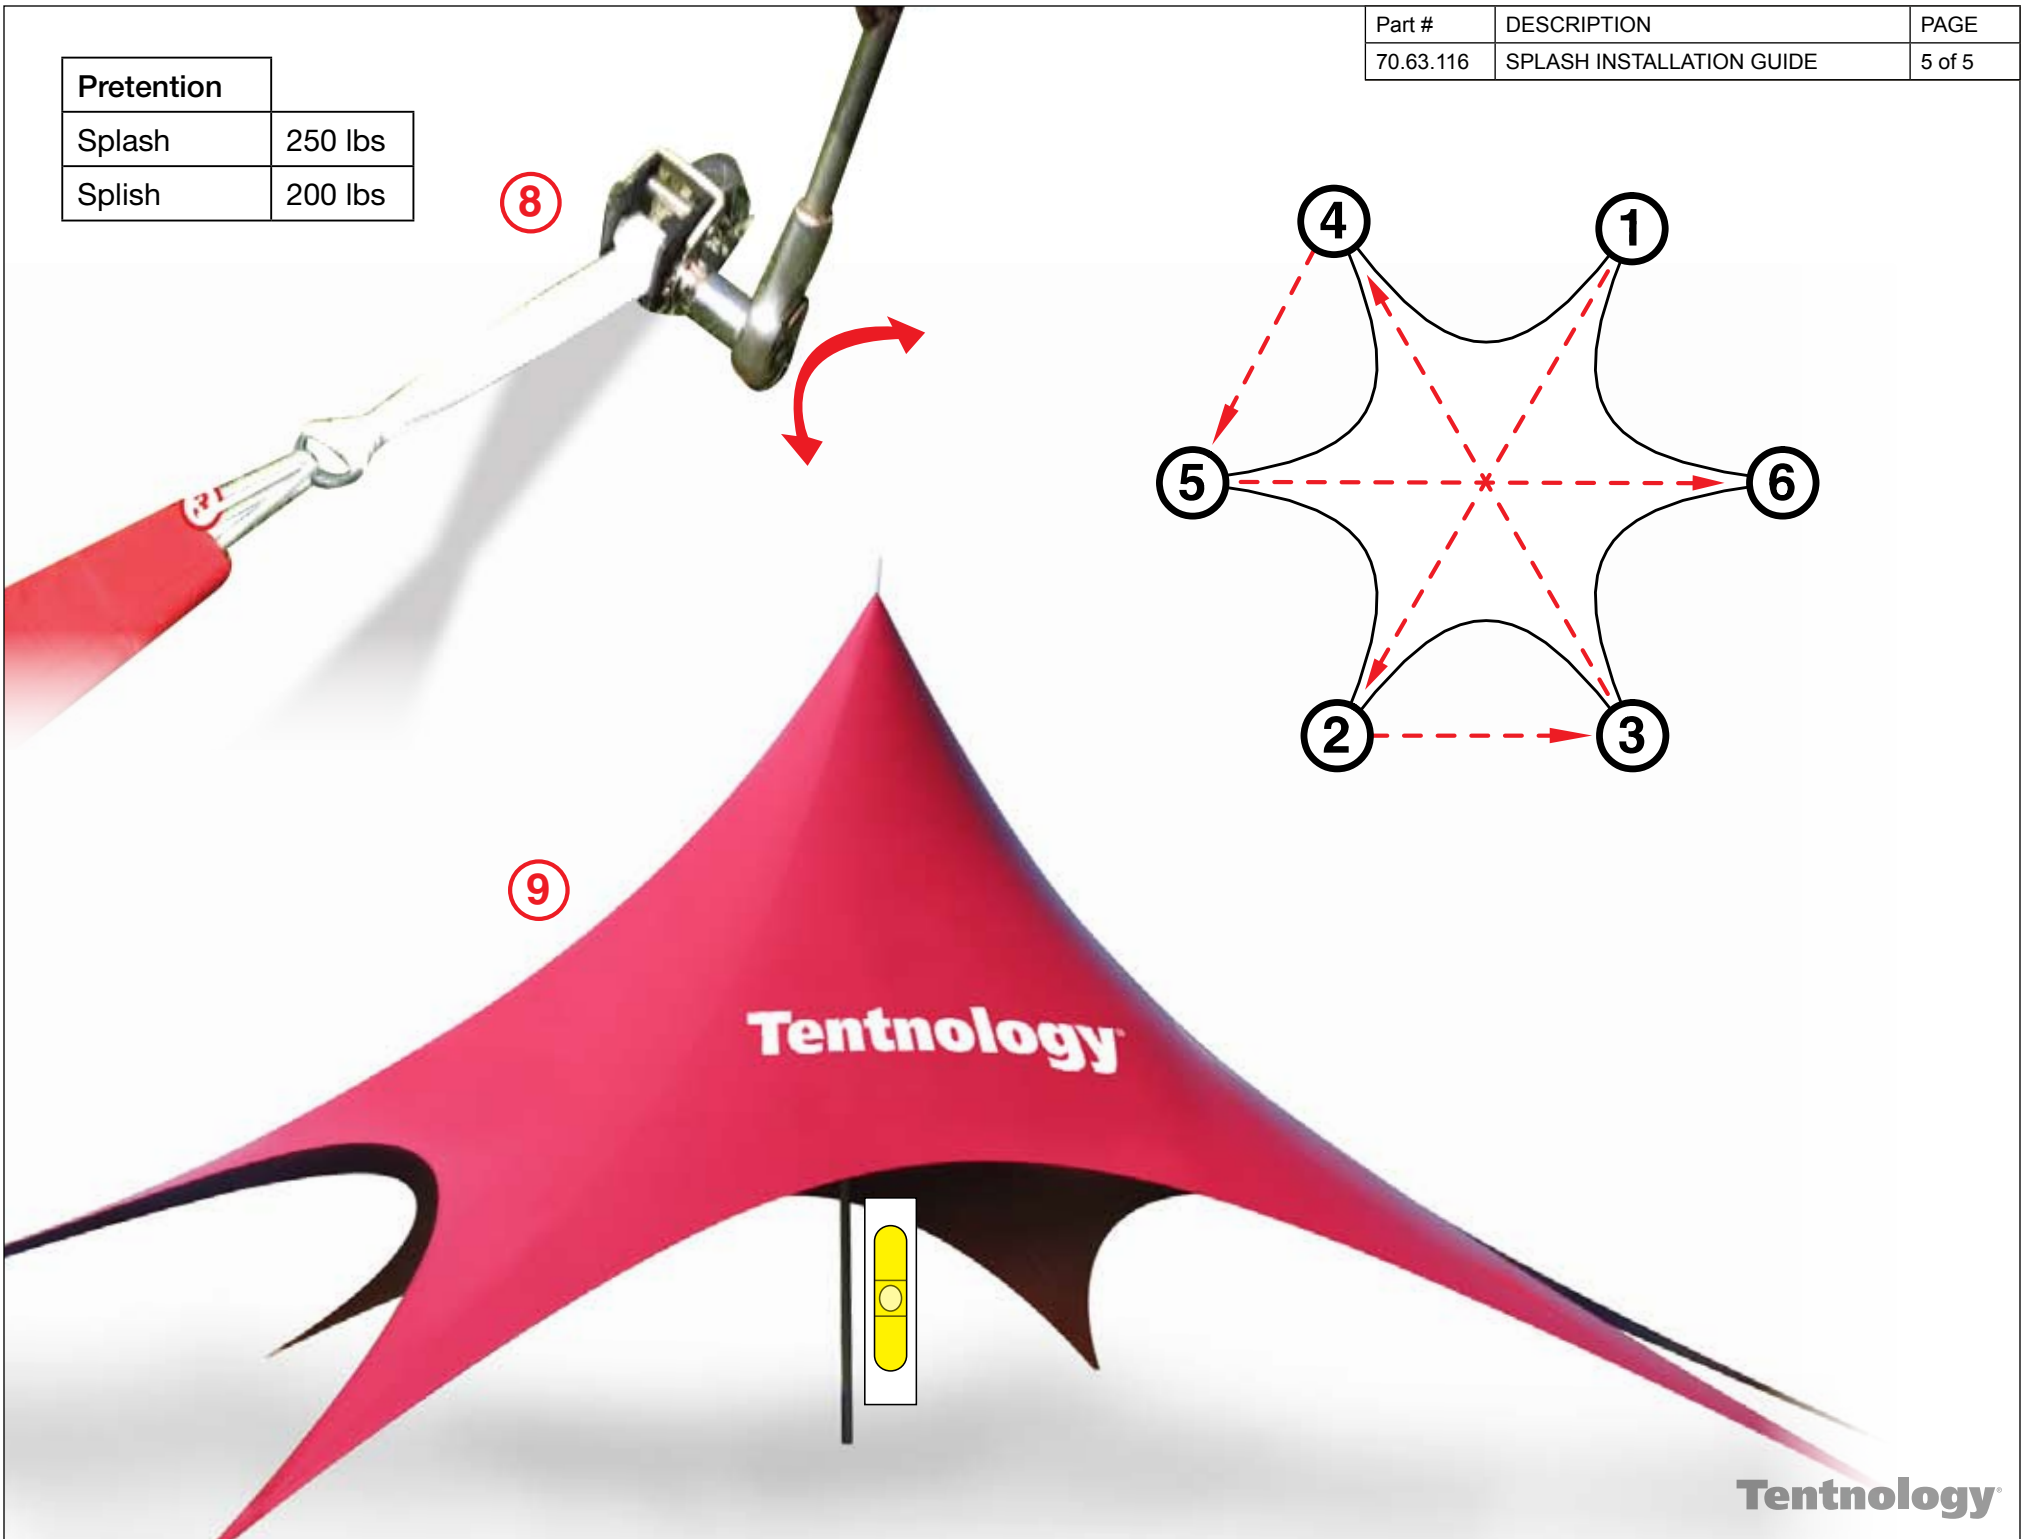 Part # DESCRIPTION PAGE
70.63.116 SPLASH INSTALLATION GUIDE 5 of 5
Pretention
Splash 250 lbs
Splish 200 lbs
8
4 1
5 6
2 3
9
Tentnology
Tentnology